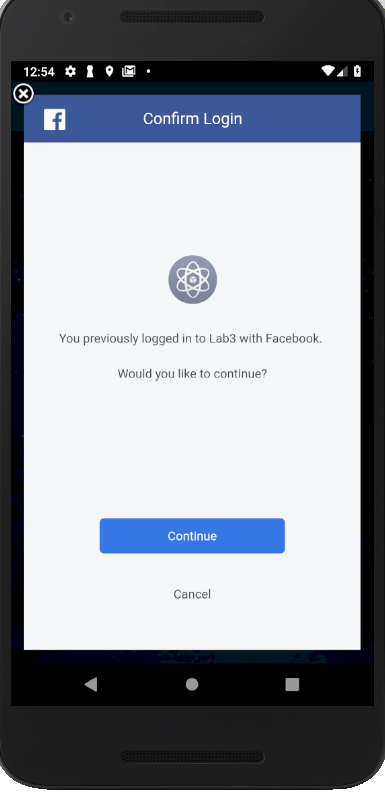 12:54
Confirm Login
You previously logged in to Lab3 with Facebook.
Would you like to continue?
Continue
Cancel